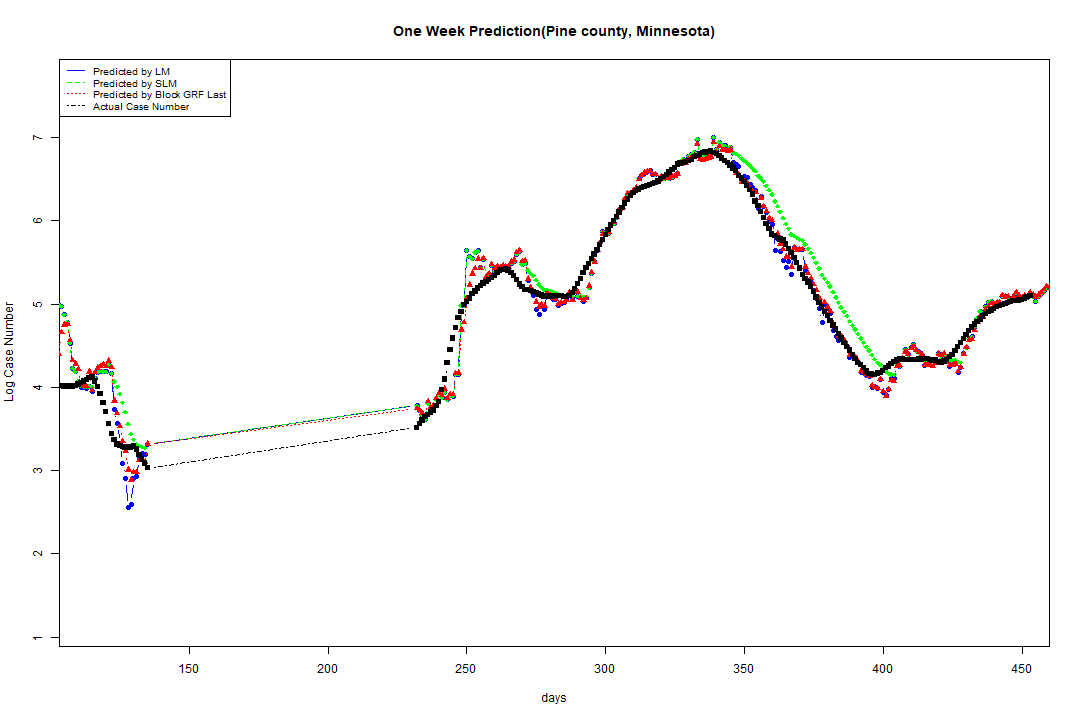 One Week Prediction(Pine county, Minnesota)
Predicted by LM
Predicted by SLM
Predicted by Block GRF Last
Actual Case Number
Log Case Number
7
6
5
4
3
2
1
150 200 250 300 350 400 450
days